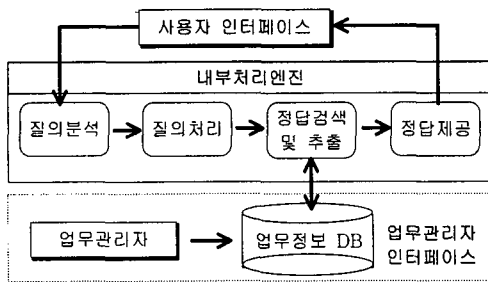 사용자 인터페이스
내부처리엔진
질의분석
질의처리
정답검색
및 추출
정답제공
업무관리자
업무정보 DB
업무관리자
인터페이스